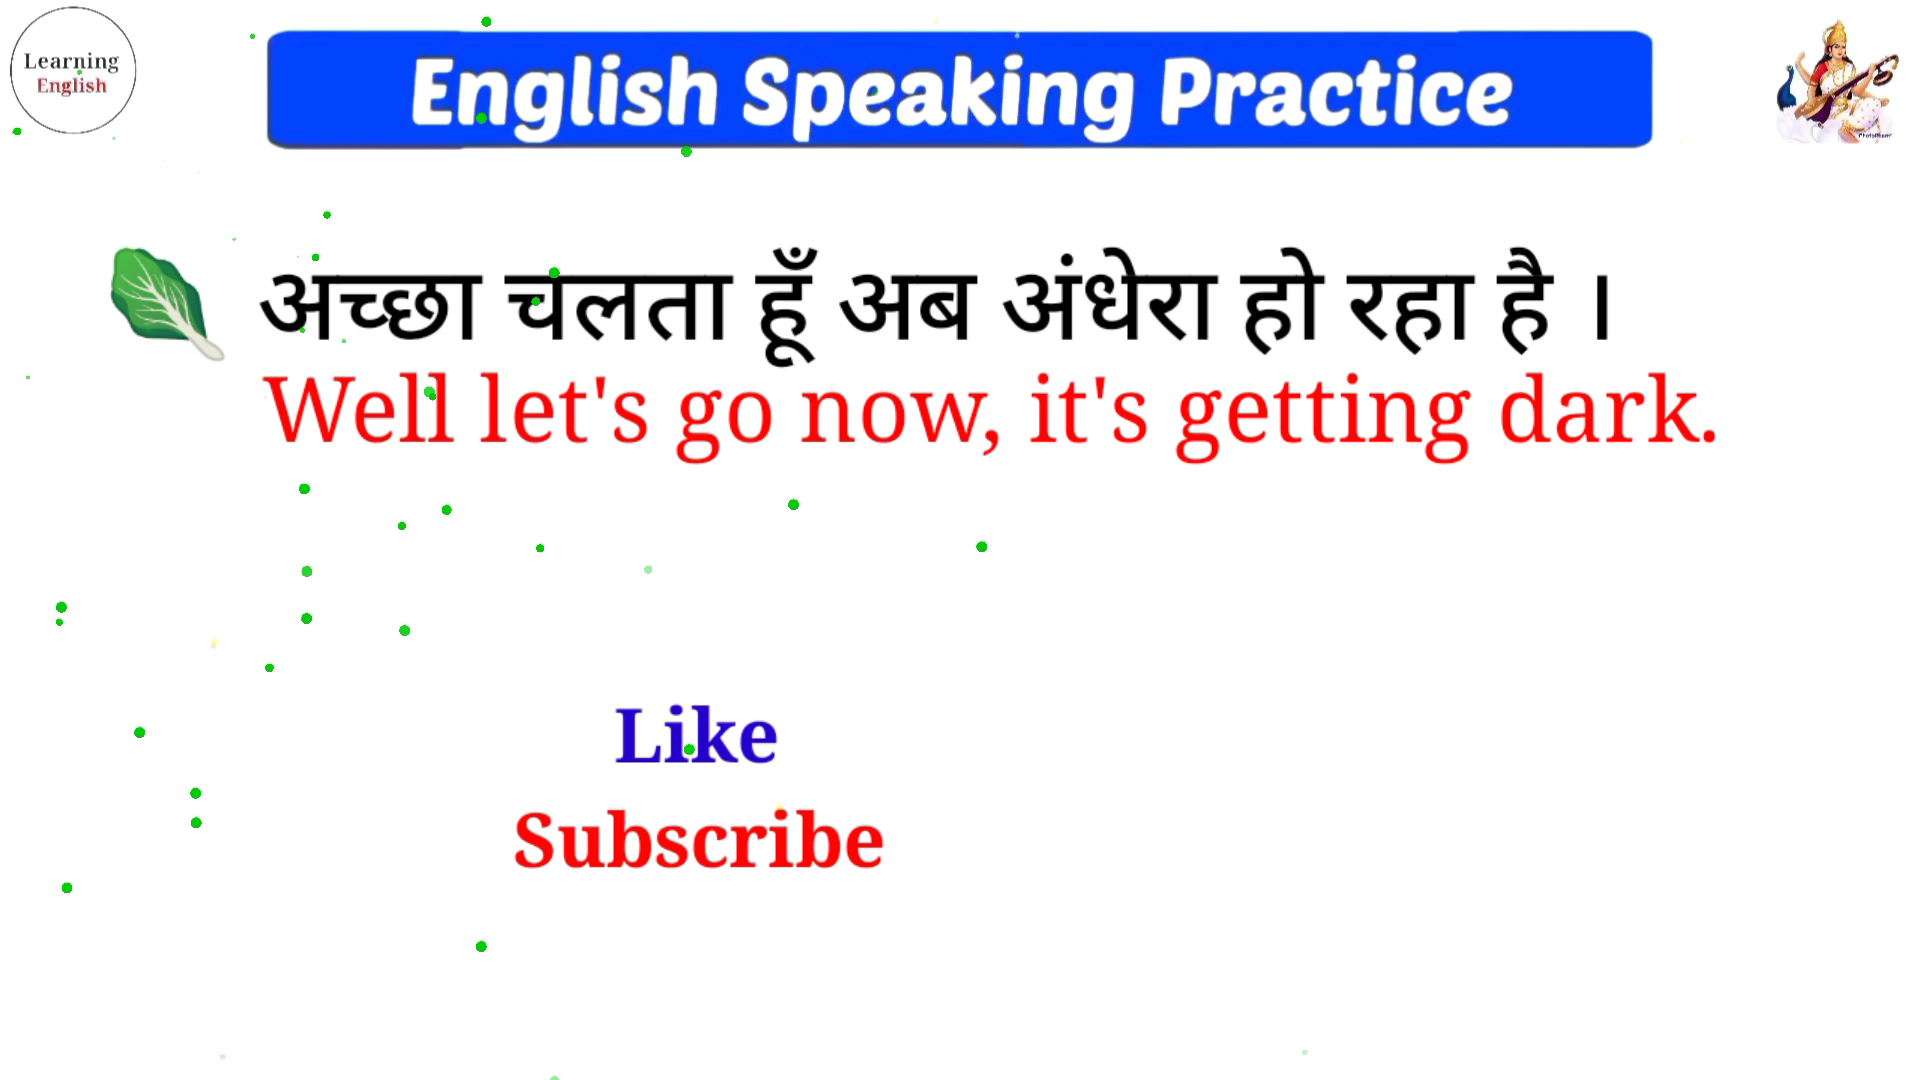 Learning
English
English Speaking Practice
अच्छा चलता हूँ अब अंधेरा हो रहा है ।
Well let's go now, it's getting dark.
Like
Subscribe